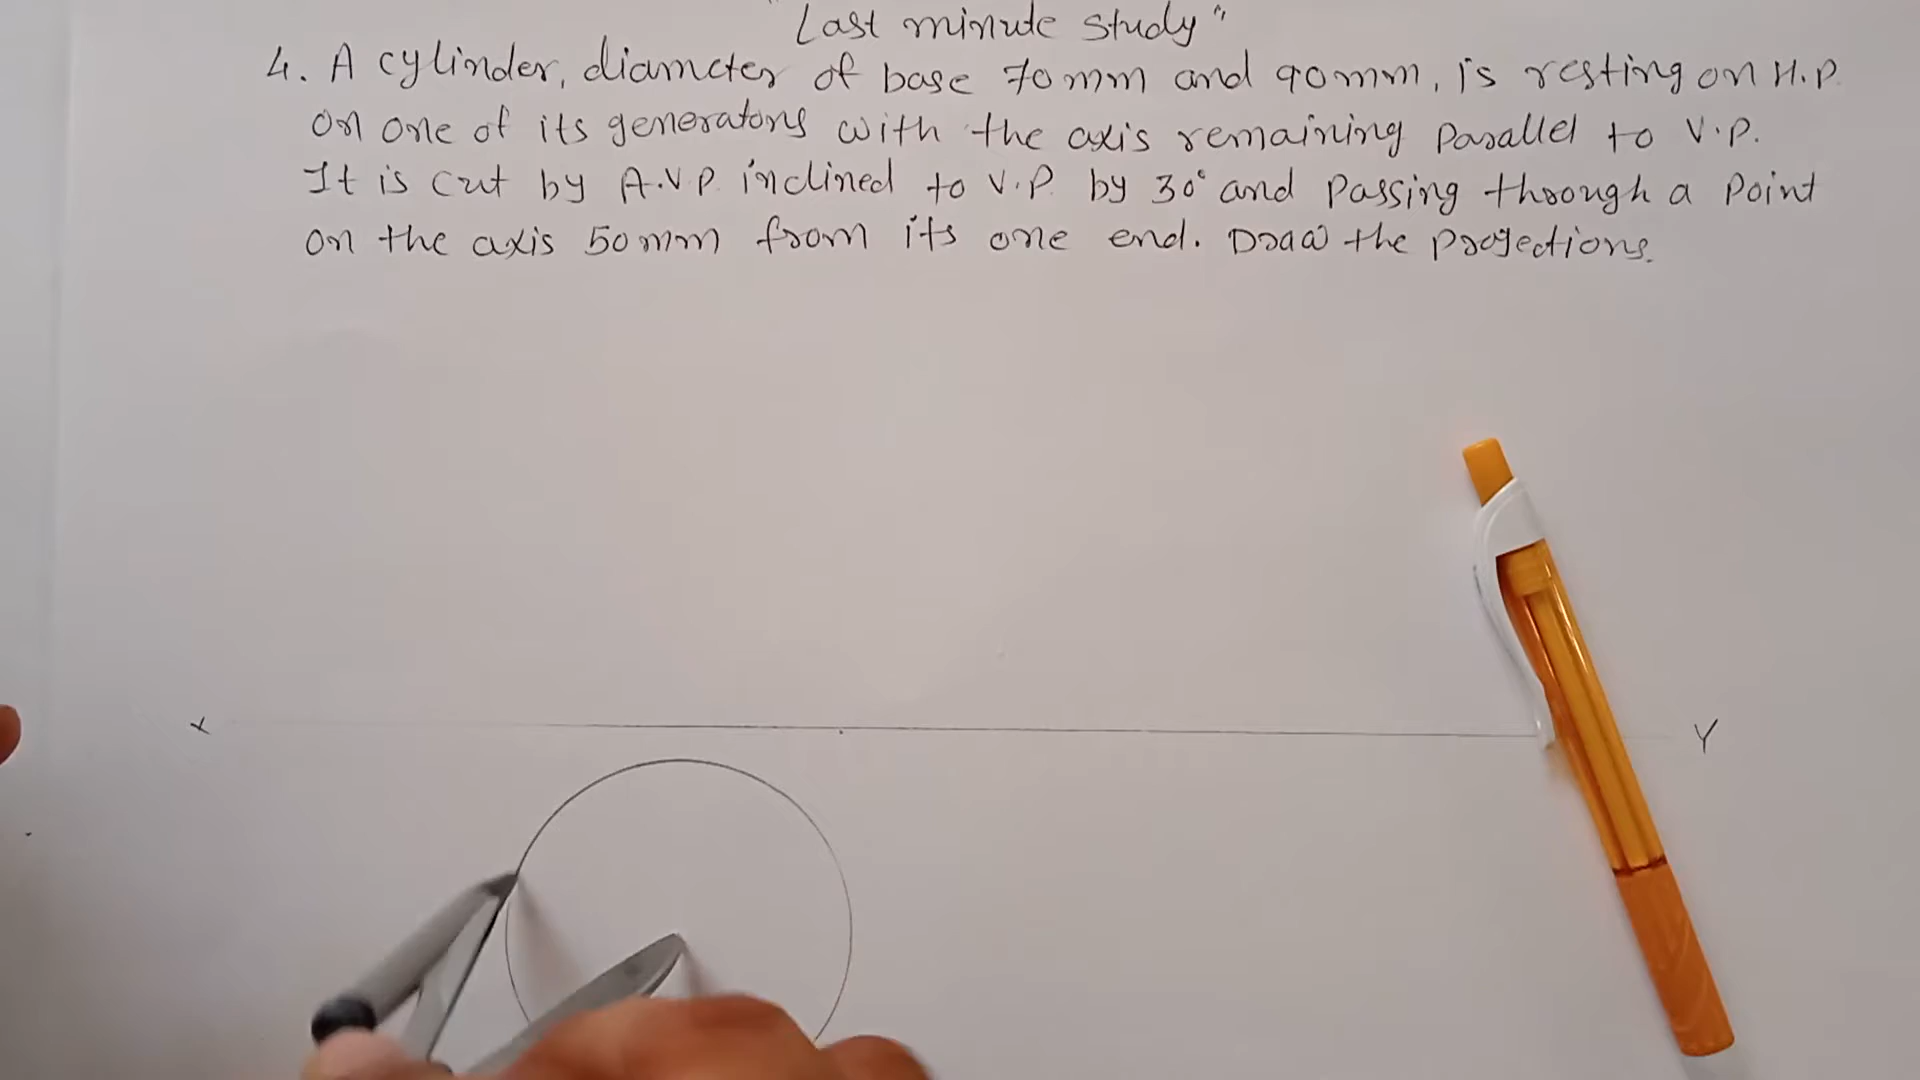 "Last minute study"
4. A cylinder, diameter of base 70mm and 90mm, is resting on H.P
on one of its generators with the axis remaining parallel to V.P.
It is cut by A.V.P. inclined to V.P. by 30° and passing through a point
on the axis 50mm from its one end. Draw the projections.
X Y